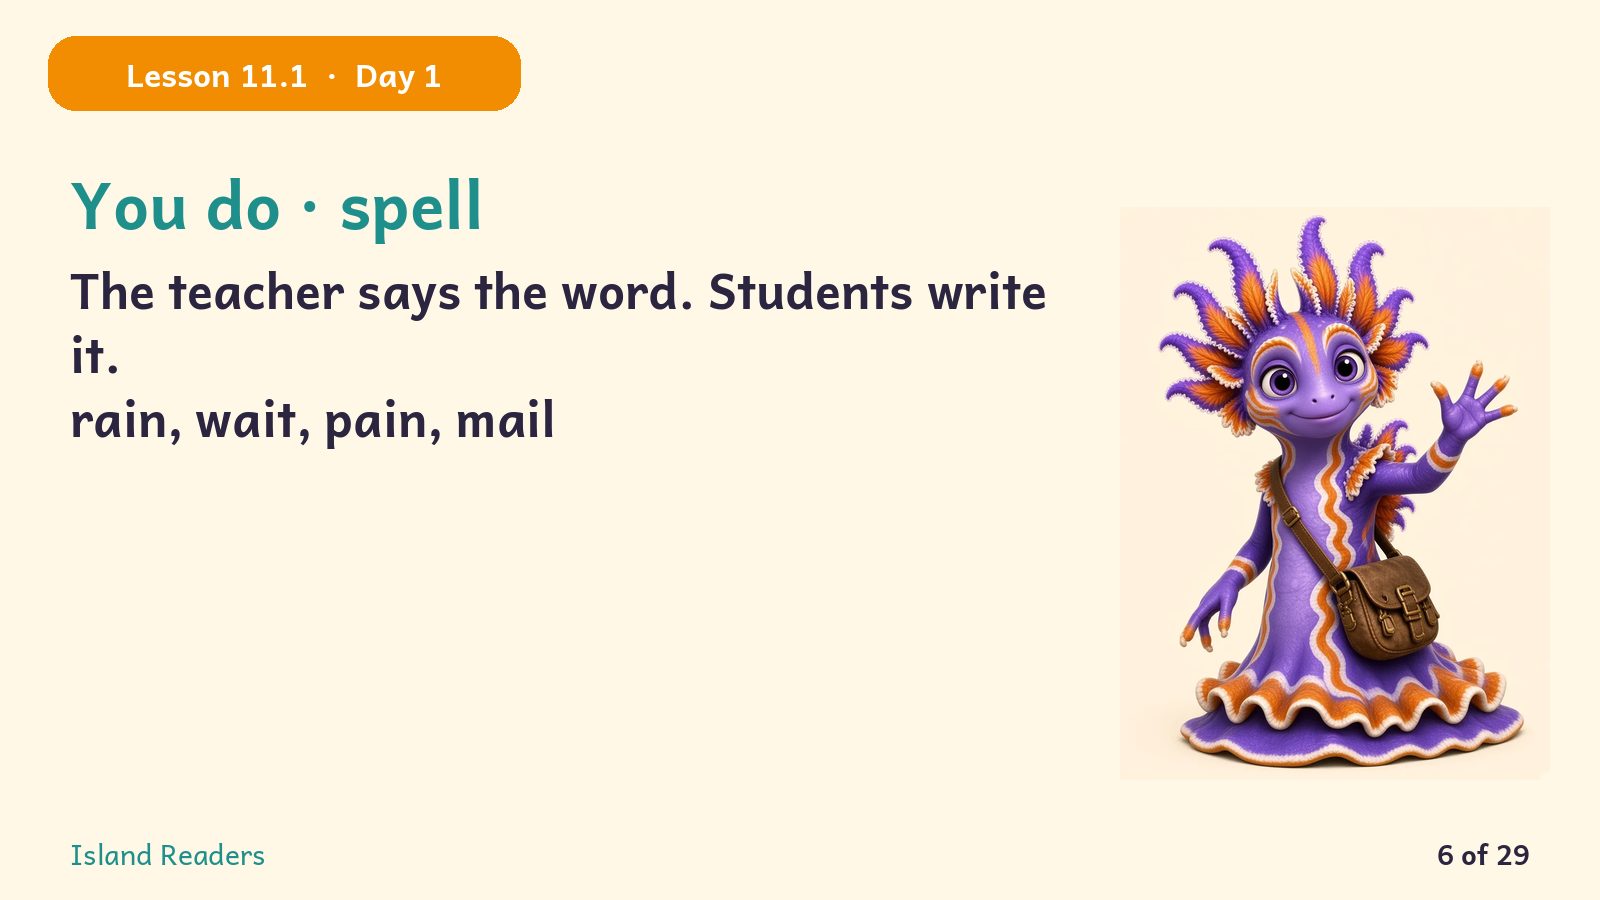 Lesson 11.1 · Day 1
You do · spell
The teacher says the word. Students write
it.
rain, wait, pain, mail
Island Readers
6 of 29